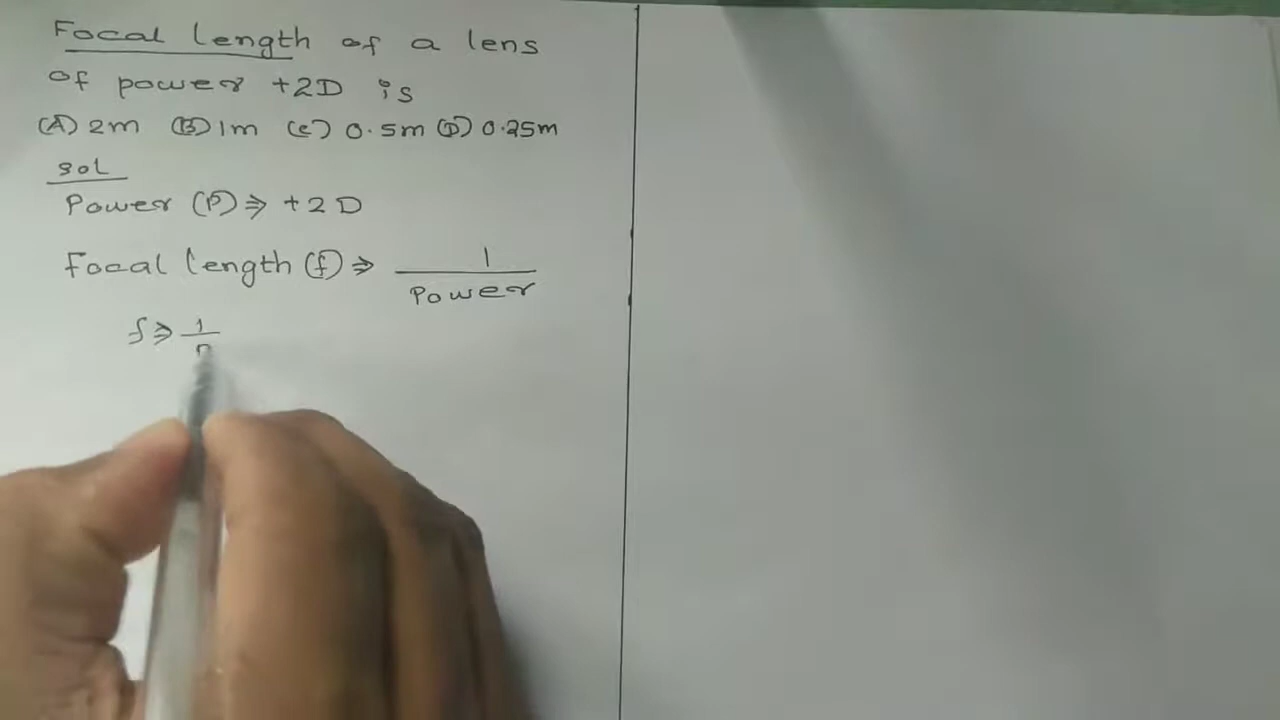 Focal length of a lens
of power +2D is
(A) 2m (B) 1m (C) 0.5m (D) 0.25m
sol
Power (P) ⇒ +2D
Focal length (f) ⇒ 1/Power
f ⇒ 1/